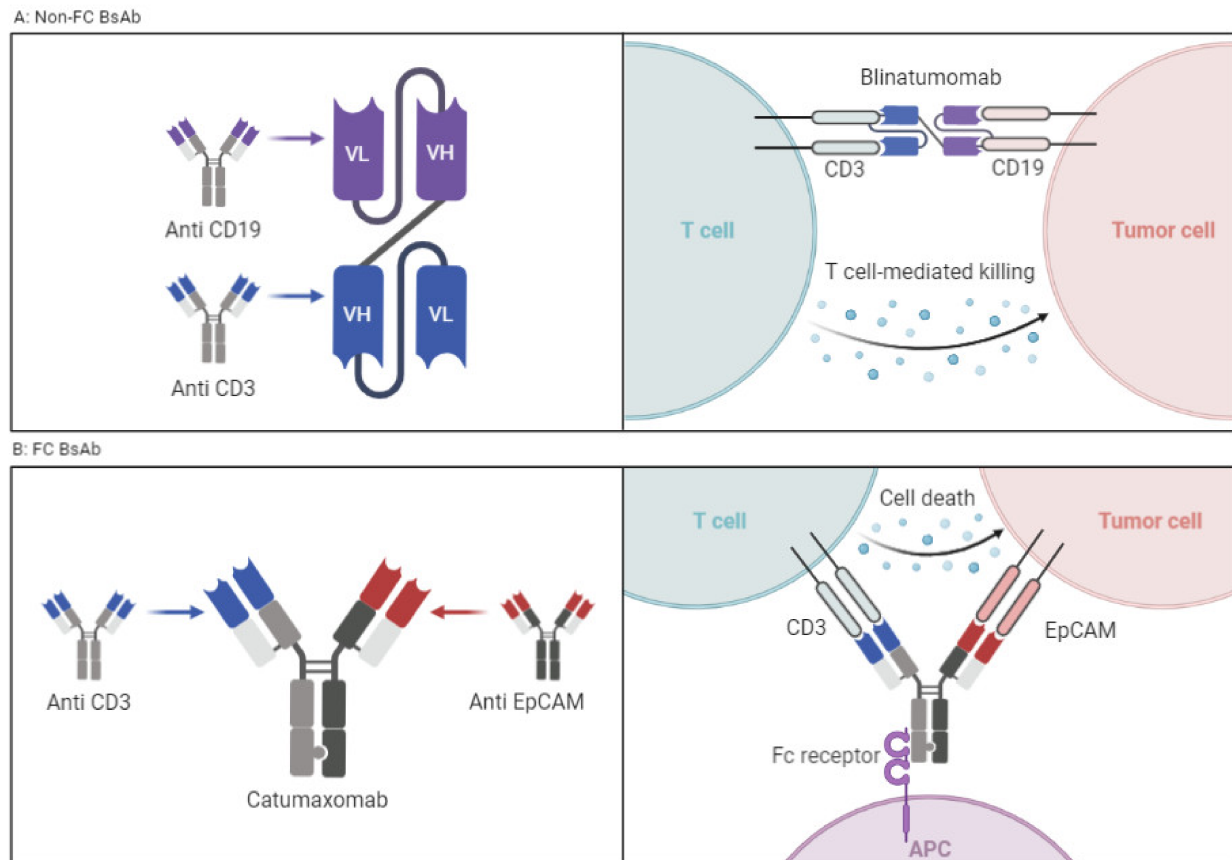 A: Non-FC BsAb
Anti CD19
VL
VH
Anti CD3
VH
VL
Blinatumomab
CD3
CD19
T cell
Tumor cell
T cell-mediated killing
B: FC BsAb
Anti CD3
Anti EpCAM
Catumaxomab
T cell
Cell death
Tumor cell
CD3
EpCAM
Fc receptor
APC